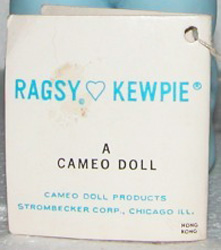 RAGSY® ♡ KEWPIE®
A
CAMEO DOLL
CAMEO DOLL PRODUCTS
STROMBECKER CORP., CHICAGO ILL.
HONG
KONG